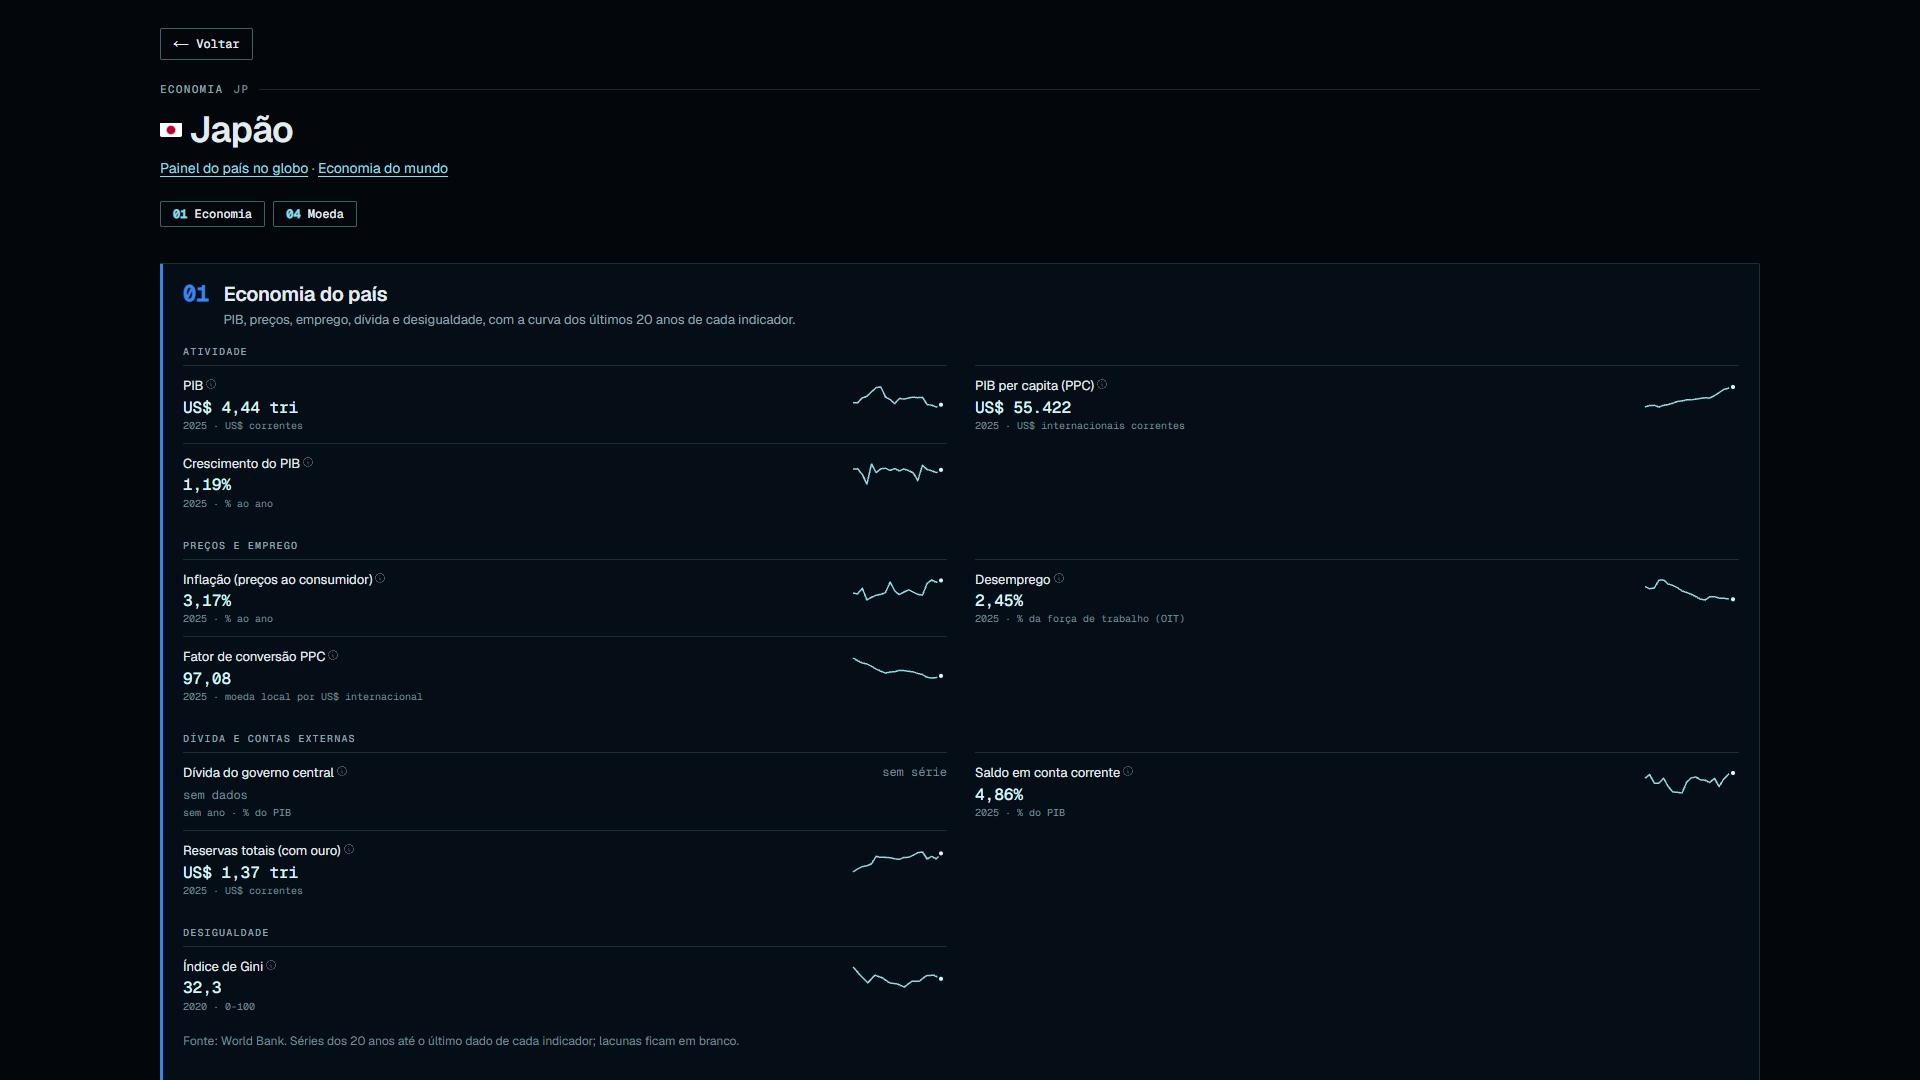 ← Voltar
ECONOMIA JP
Japão
Painel do país no globo · Economia do mundo
01 Economia
04 Moeda
01 Economia do país
PIB, preços, emprego, dívida e desigualdade, com a curva dos últimos 20 anos de cada indicador.
ATIVIDADE
PIB
US$ 4,44 tri
2025 · US$ correntes
PIB per capita (PPC)
US$ 55.422
2025 · US$ internacionais correntes
Crescimento do PIB
1,19%
2025 · % ao ano
PREÇOS E EMPREGO
Inflação (preços ao consumidor)
3,17%
2025 · % ao ano
Desemprego
2,45%
2025 · % da força de trabalho (OIT)
Fator de conversão PPC
97,08
2025 · moeda local por US$ internacional
DÍVIDA E CONTAS EXTERNAS
Dívida do governo central
sem série
sem dados
sem ano · % do PIB
Saldo em conta corrente
4,86%
2025 · % do PIB
Reservas totais (com ouro)
US$ 1,37 tri
2025 · US$ correntes
DESIGUALDADE
Índice de Gini
32,3
2020 · 0-100
Fonte: World Bank. Séries dos 20 anos até o último dado de cada indicador; lacunas ficam em branco.